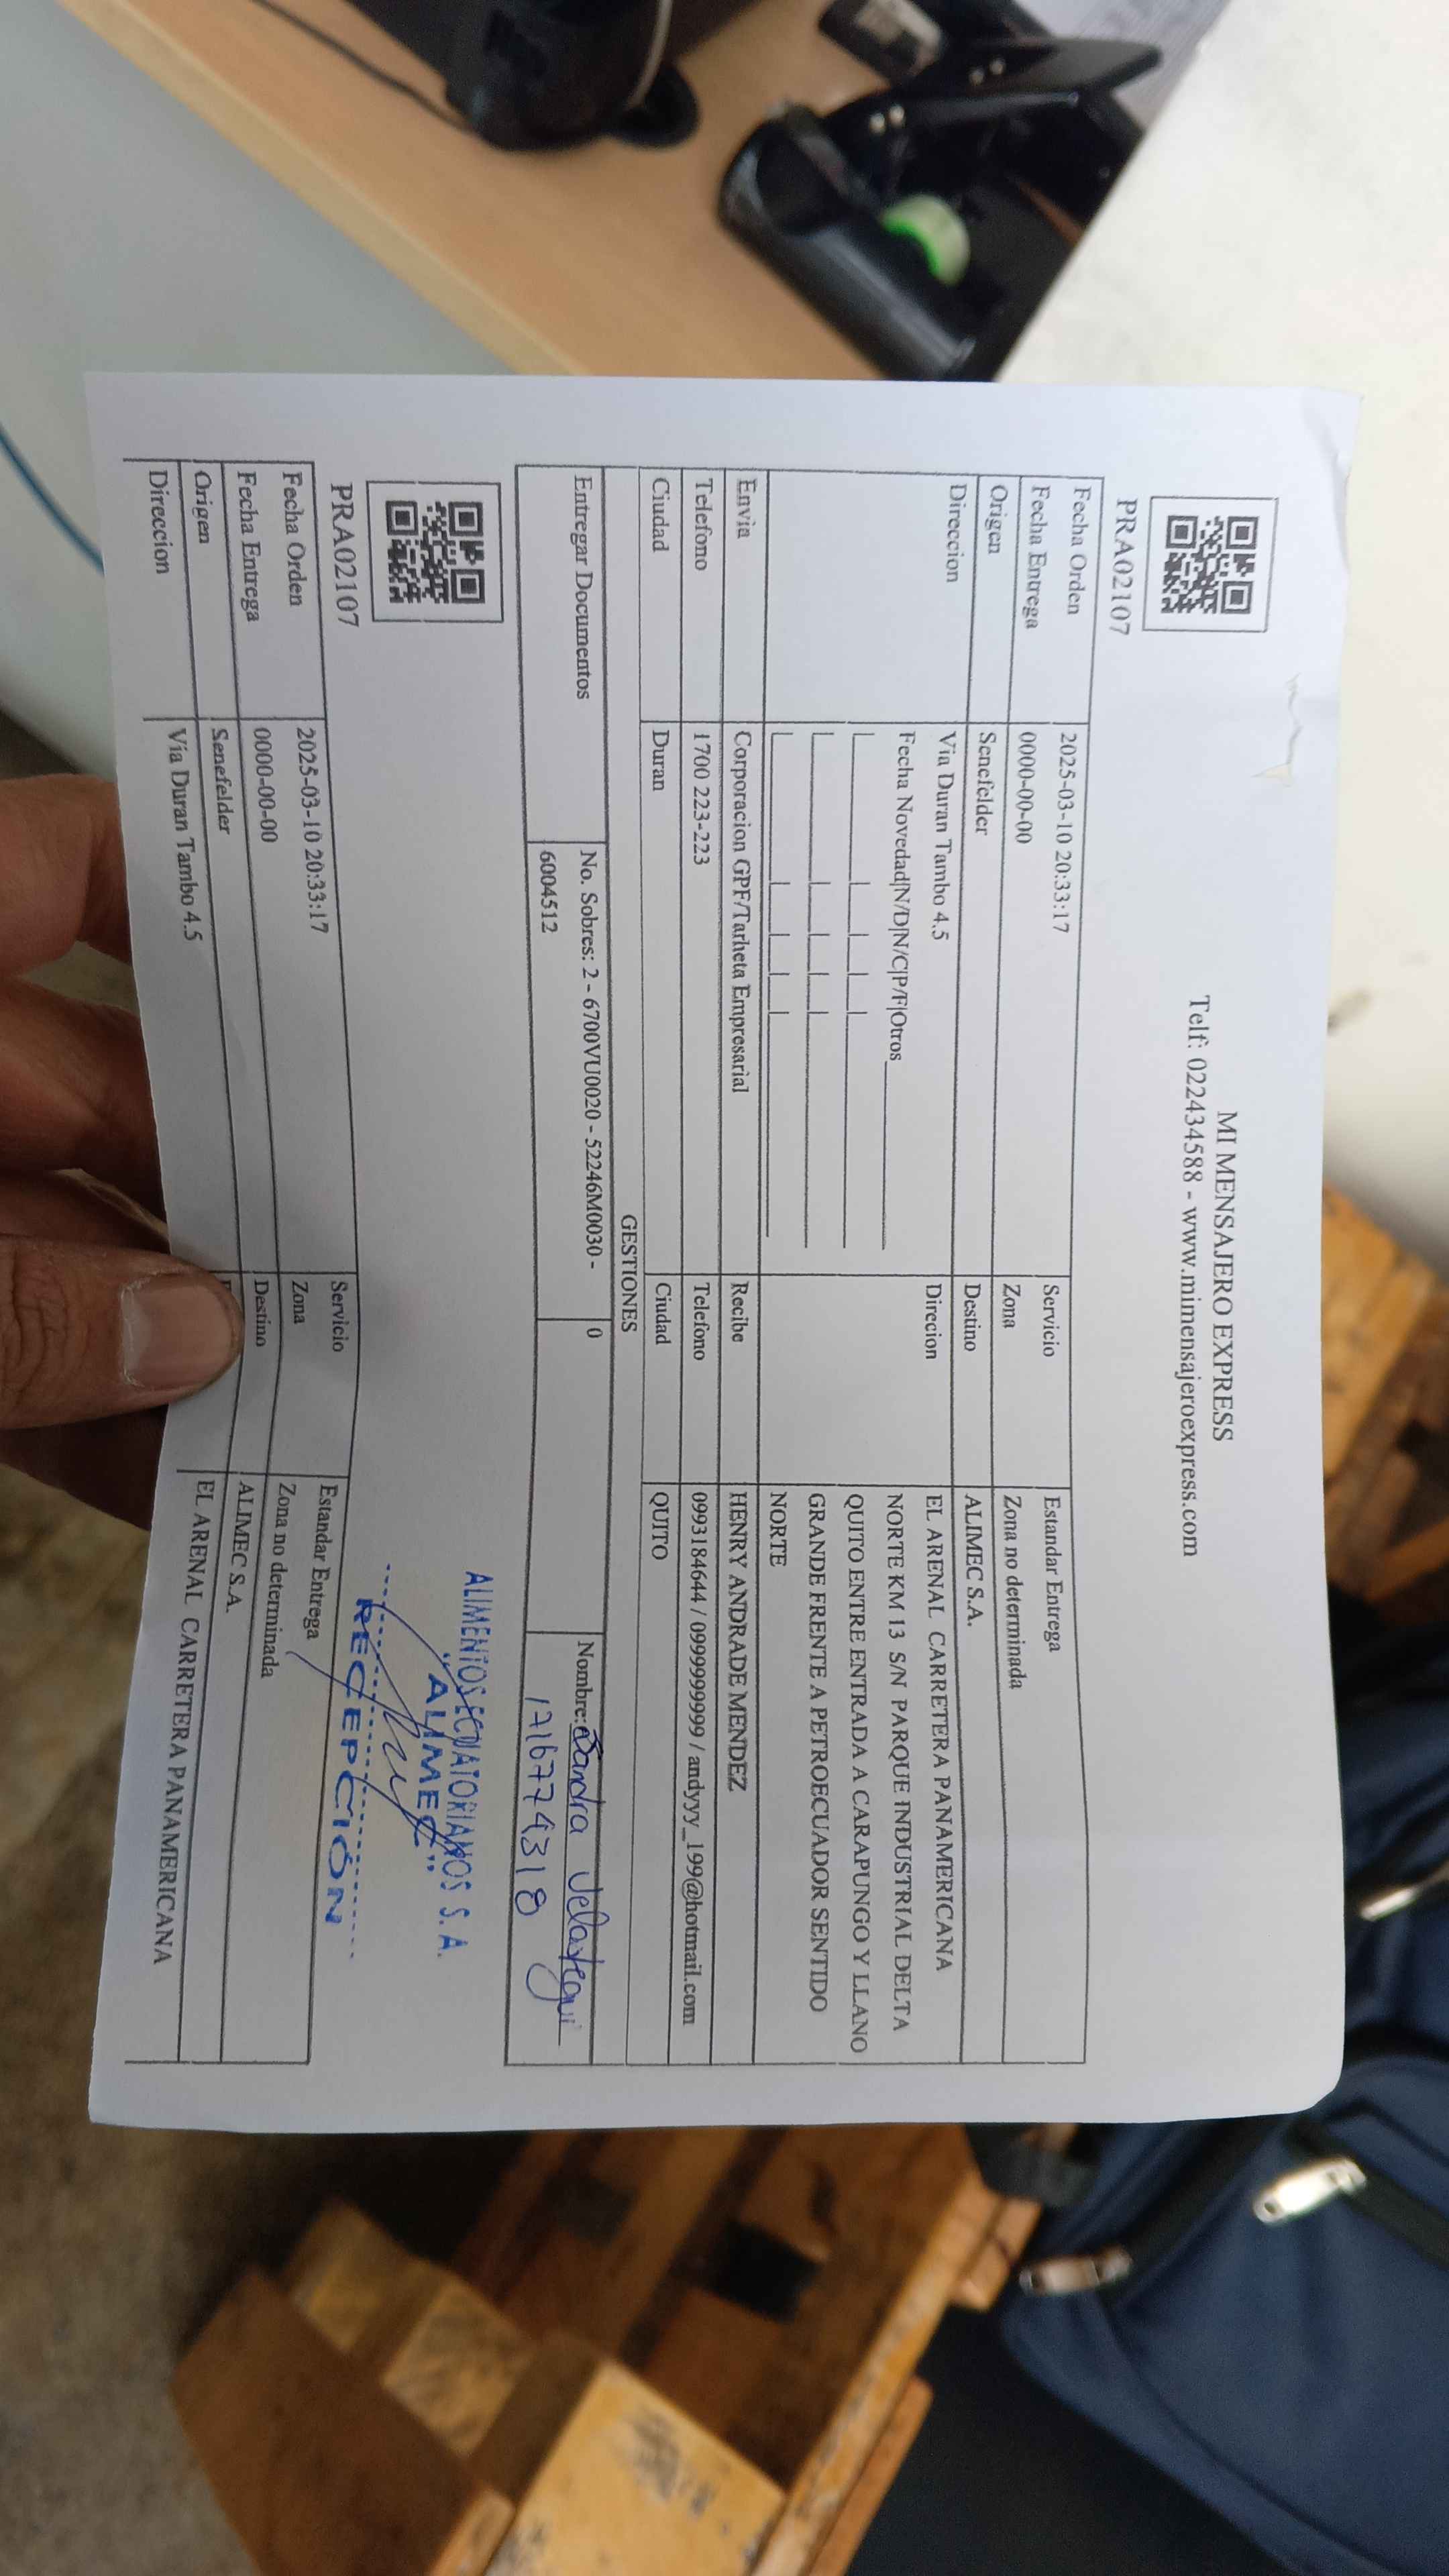 MI MENSAJERO EXPRESS
Telf: 022434588 - www.mimensajeroexpress.com
PRA02107
Fecha Orden 2025-03-10 20:33:17 Servicio Estandar Entrega
Fecha Entrega 0000-00-00 Zona Zona no determinada
Origen Senefelder Destino ALIMEC S.A.
Direccion Via Duran Tambo 4.5 Direcion EL ARENAL CARRETERA PANAMERICANA
Fecha Novedad|N/D|N/C|P/F|Otros NORTE KM 13 S/N PARQUE INDUSTRIAL DELTA
QUITO ENTRE ENTRADA A CARAPUNGO Y LLANO
GRANDE FRENTE A PETROECUADOR SENTIDO
NORTE
Envia Corporacion GPF/Tarheta Empresarial Recibe HENRY ANDRADE MENDEZ
Telefono 1700 223-223 Telefono 0993184644 / 0999999999 / andyyy_199@hotmail.com
Ciudad Duran Ciudad QUITO
GESTIONES
Entregar Documentos No. Sobres: 2 - 6700VU0020 - 52246M0030 - 0 Nombre: Sandra Velastegui
6004512 1716774318
ALIMENTOS ECUATORIANOS S. A.
"ALIMEC"
RECEPCIÓN
PRA02107
Fecha Orden 2025-03-10 20:33:17 Servicio Estandar Entrega
Fecha Entrega 0000-00-00 Zona Zona no determinada
Origen Senefelder Destino ALIMEC S.A.
Direccion Via Duran Tambo 4.5 EL ARENAL CARRETERA PANAMERICANA